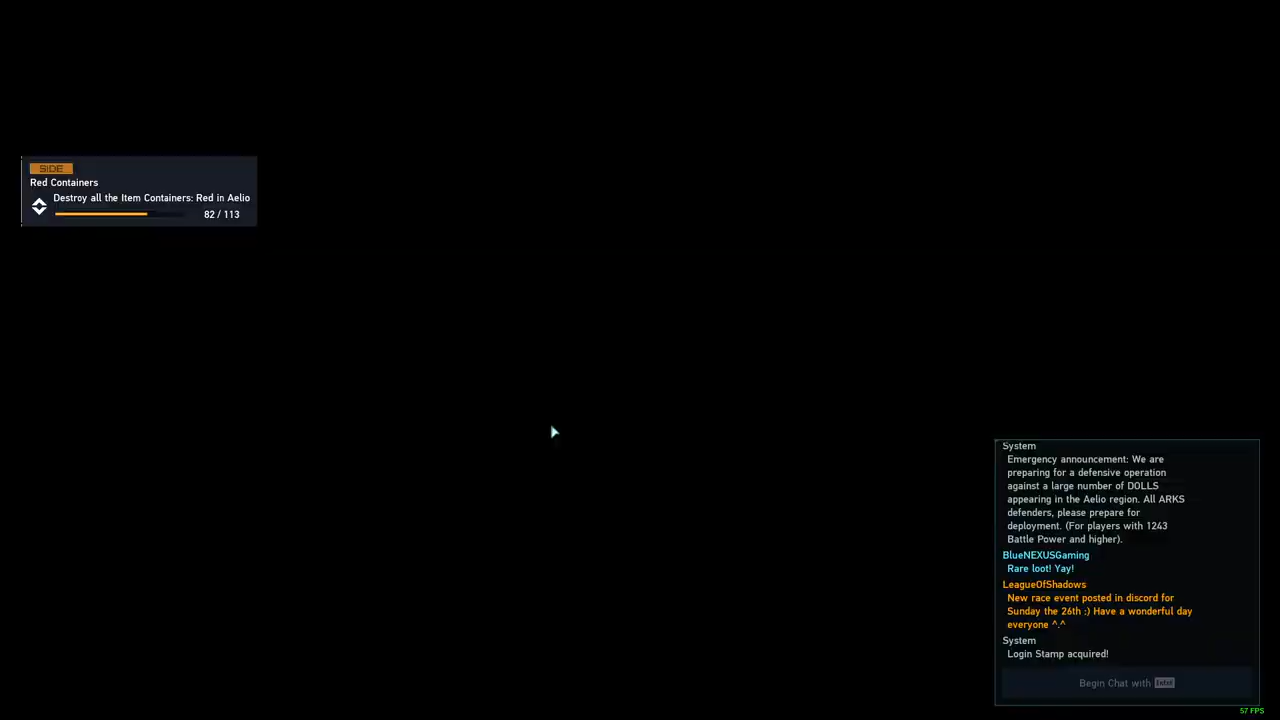 SIDE
Red Containers
Destroy all the Item Containers: Red in Aelio
82 / 113
System
Emergency announcement: We are
preparing for a defensive operation
against a large number of DOLLS
appearing in the Aelio region. All ARKS
defenders, please prepare for
deployment. (For players with 1243
Battle Power and higher).
BlueNEXUSGaming
Rare loot! Yay!
LeagueOfShadows
New race event posted in discord for
Sunday the 26th :) Have a wonderful day
everyone ^.^
System
Login Stamp acquired!
Begin Chat with Enter
57 FPS